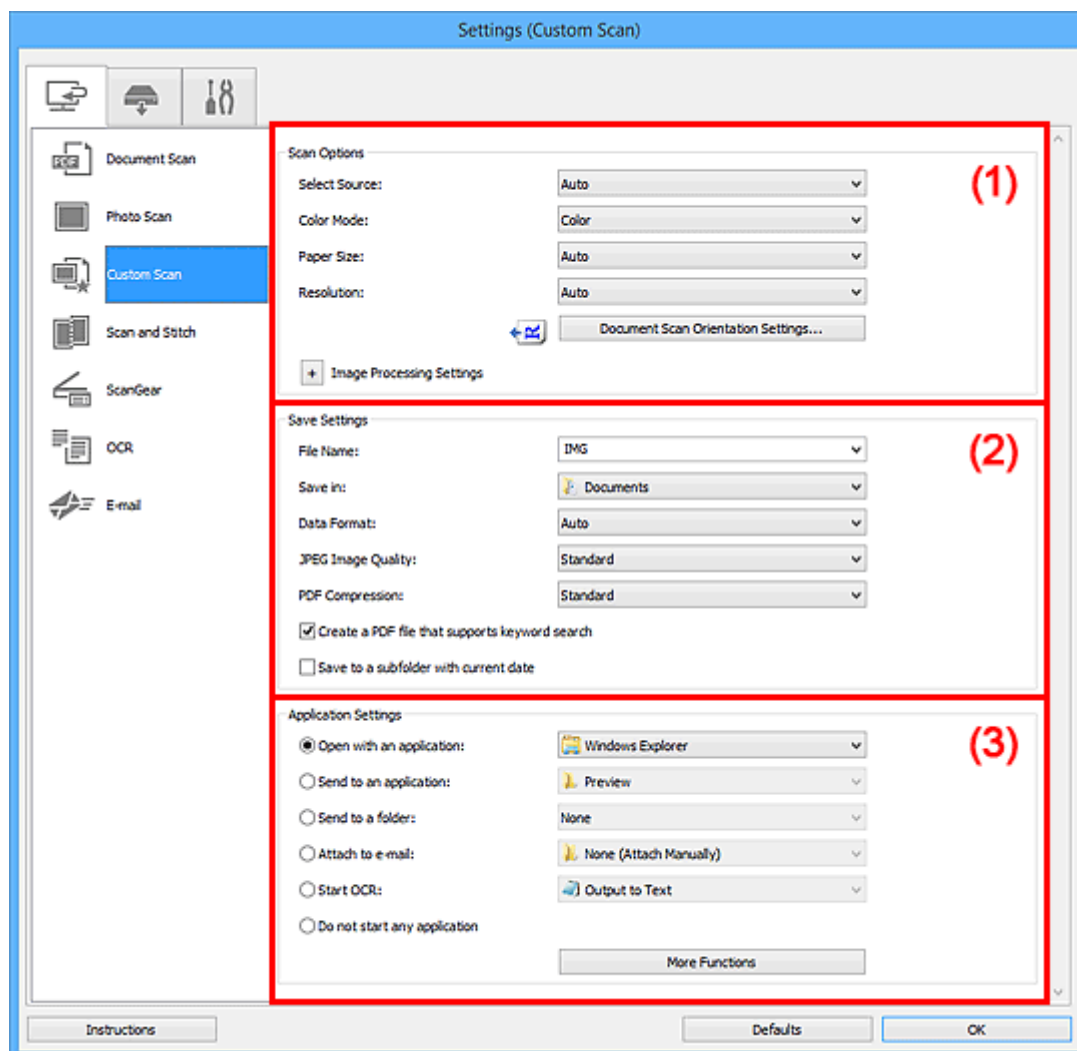 Settings (Custom Scan)
Document Scan
Photo Scan
Custom Scan
Scan and Stitch
ScanGear
OCR
E-mail
Scan Options
(1)
Select Source: Auto
Color Mode: Color
Paper Size: Auto
Resolution: Auto
Document Scan Orientation Settings...
+ Image Processing Settings
Save Settings
(2)
File Name: IMG
Save in: Documents
Data Format: Auto
JPEG Image Quality: Standard
PDF Compression: Standard
Create a PDF file that supports keyword search
Save to a subfolder with current date
Application Settings
(3)
Open with an application: Windows Explorer
Send to an application: Preview
Send to a folder: None
Attach to e-mail: None (Attach Manually)
Start OCR: Output to Text
Do not start any application
More Functions
Instructions Defaults OK